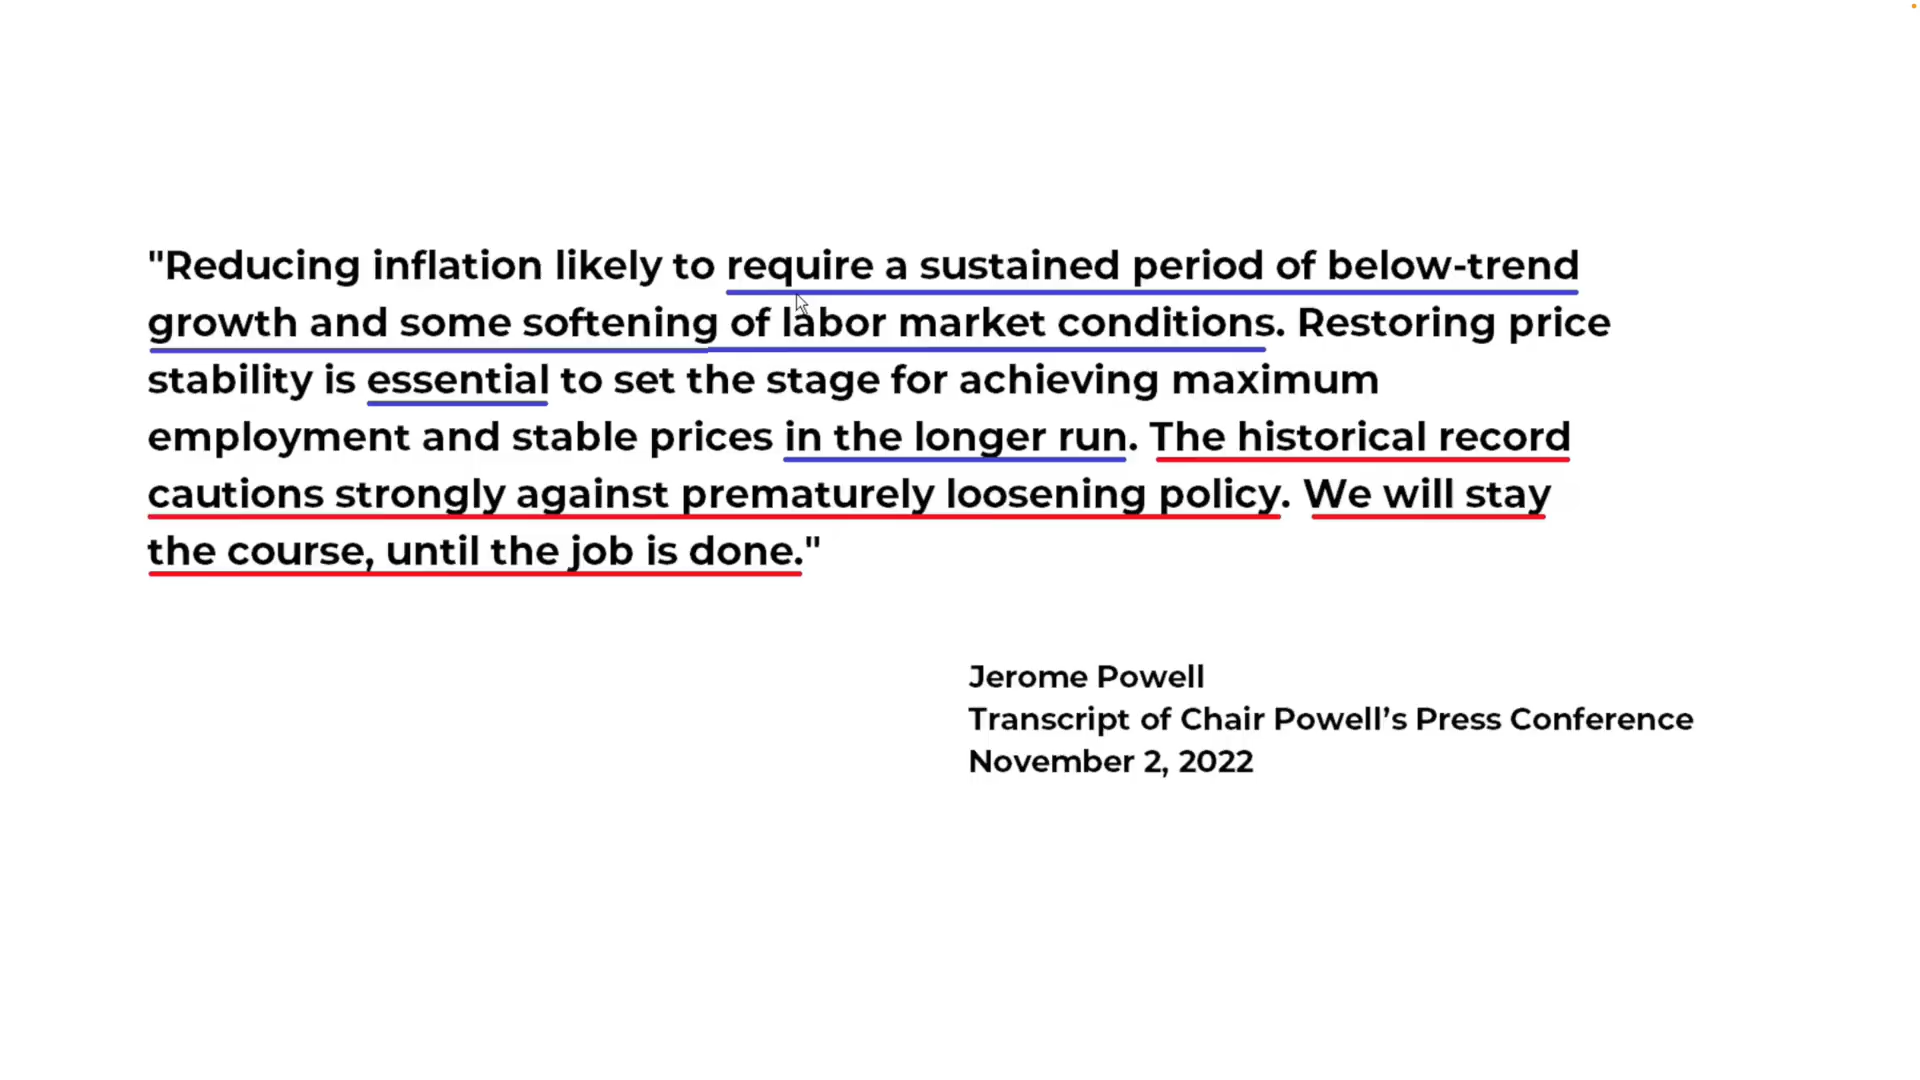 "Reducing inflation likely to require a sustained period of below-trend
growth and some softening of labor market conditions. Restoring price
stability is essential to set the stage for achieving maximum
employment and stable prices in the longer run. The historical record
cautions strongly against prematurely loosening policy. We will stay
the course, until the job is done."
Jerome Powell
Transcript of Chair Powell’s Press Conference
November 2, 2022